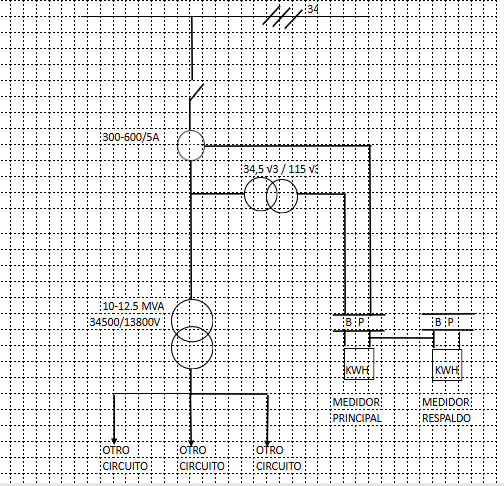 34
300-600/5A
34,5 √3 / 115 √3
10-12.5 MVA
34500/13800V
B P
B P
KWH
KWH
MEDIDOR
PRINCIPAL
MEDIDOR
RESPALDO
OTRO
CIRCUITO
OTRO
CIRCUITO
OTRO
CIRCUITO